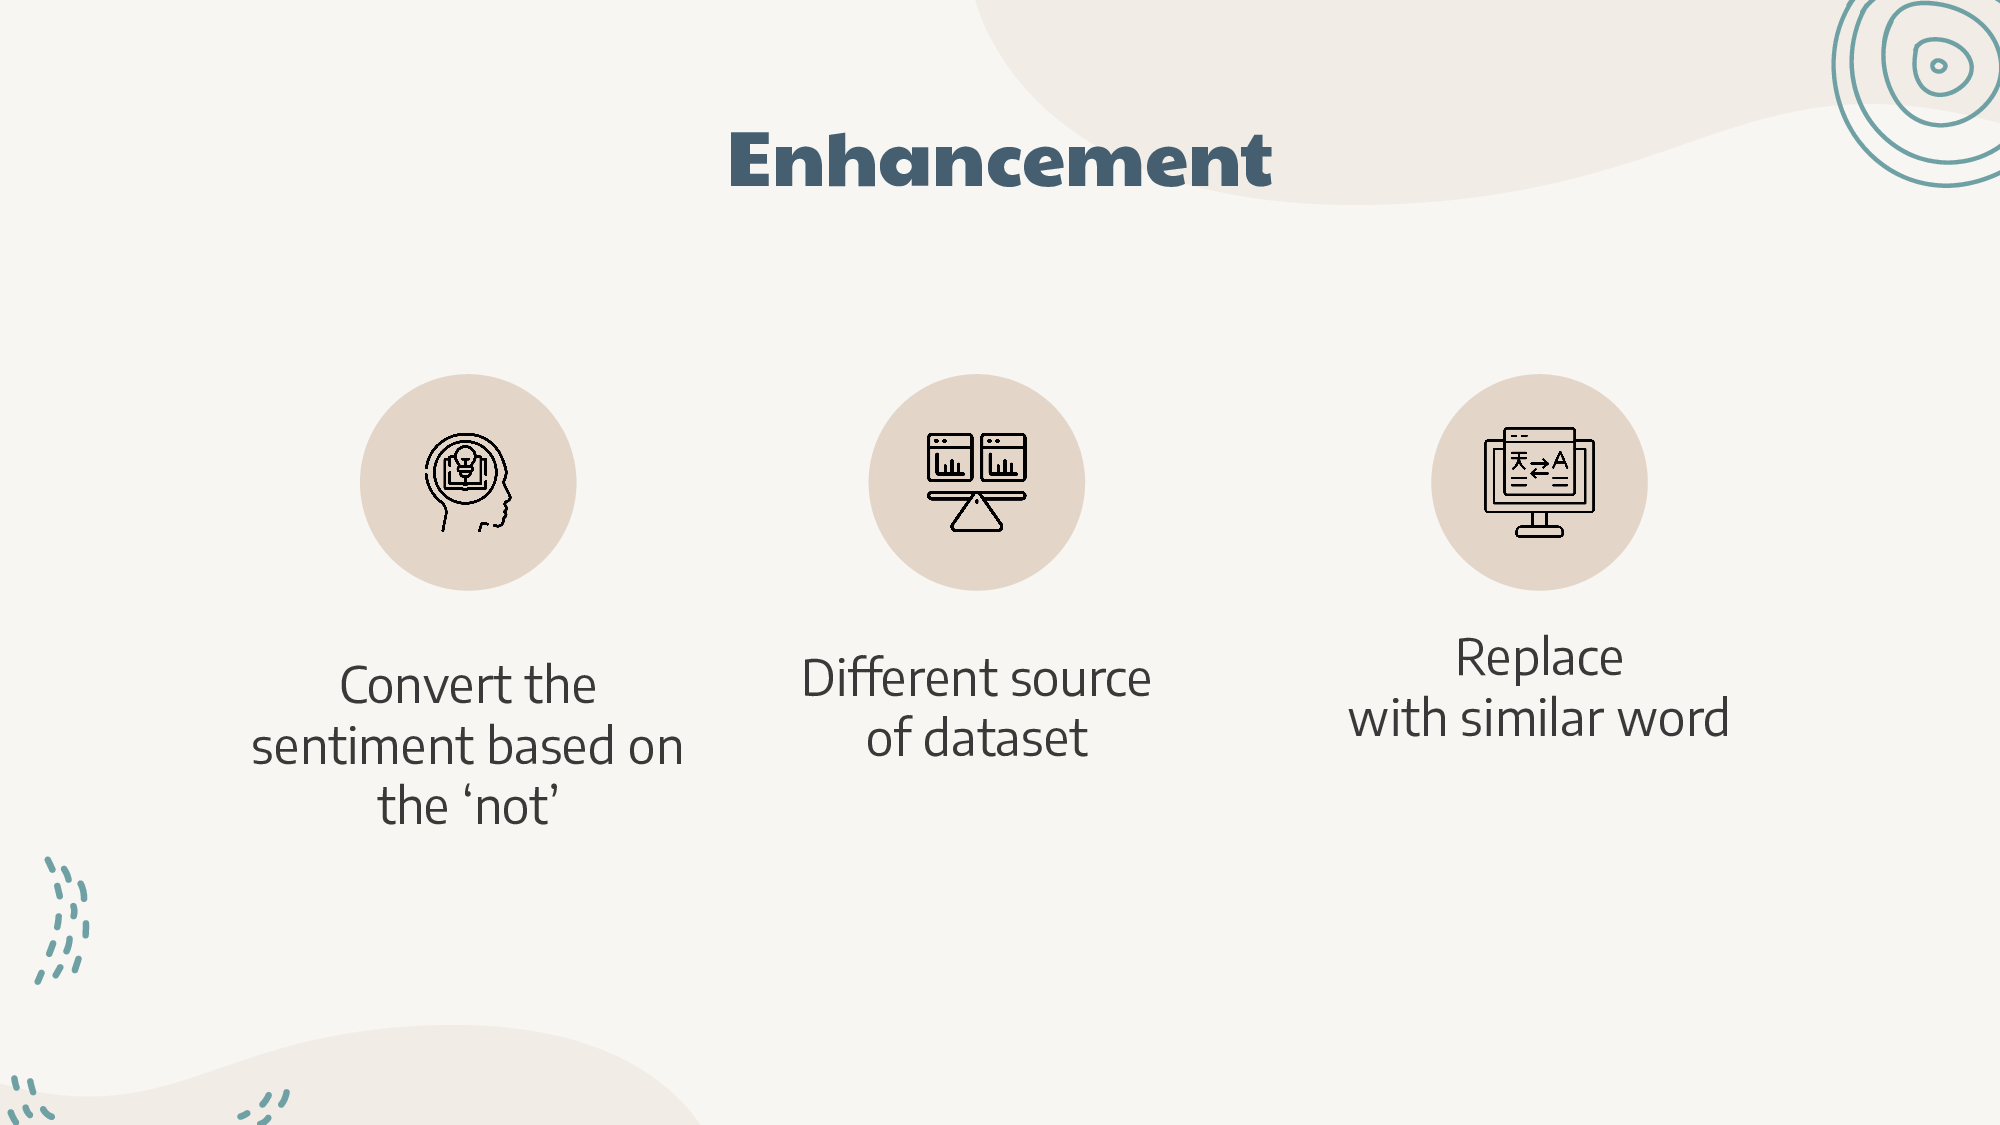 Enhancement
Convert the
sentiment based on
the ‘not’
Different source
of dataset
Replace
with similar word